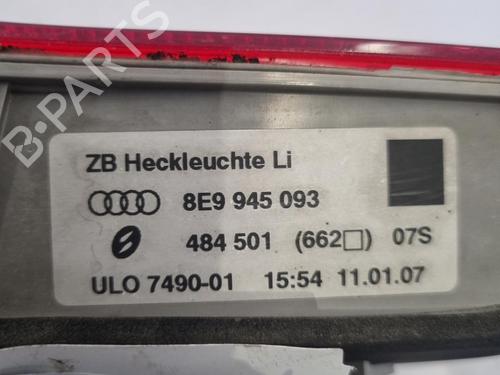 B-PARTS
ZB Heckleuchte Li
8E9 945 093
484 501 (662□) 07S
ULO 7490-01 15:54 11.01.07